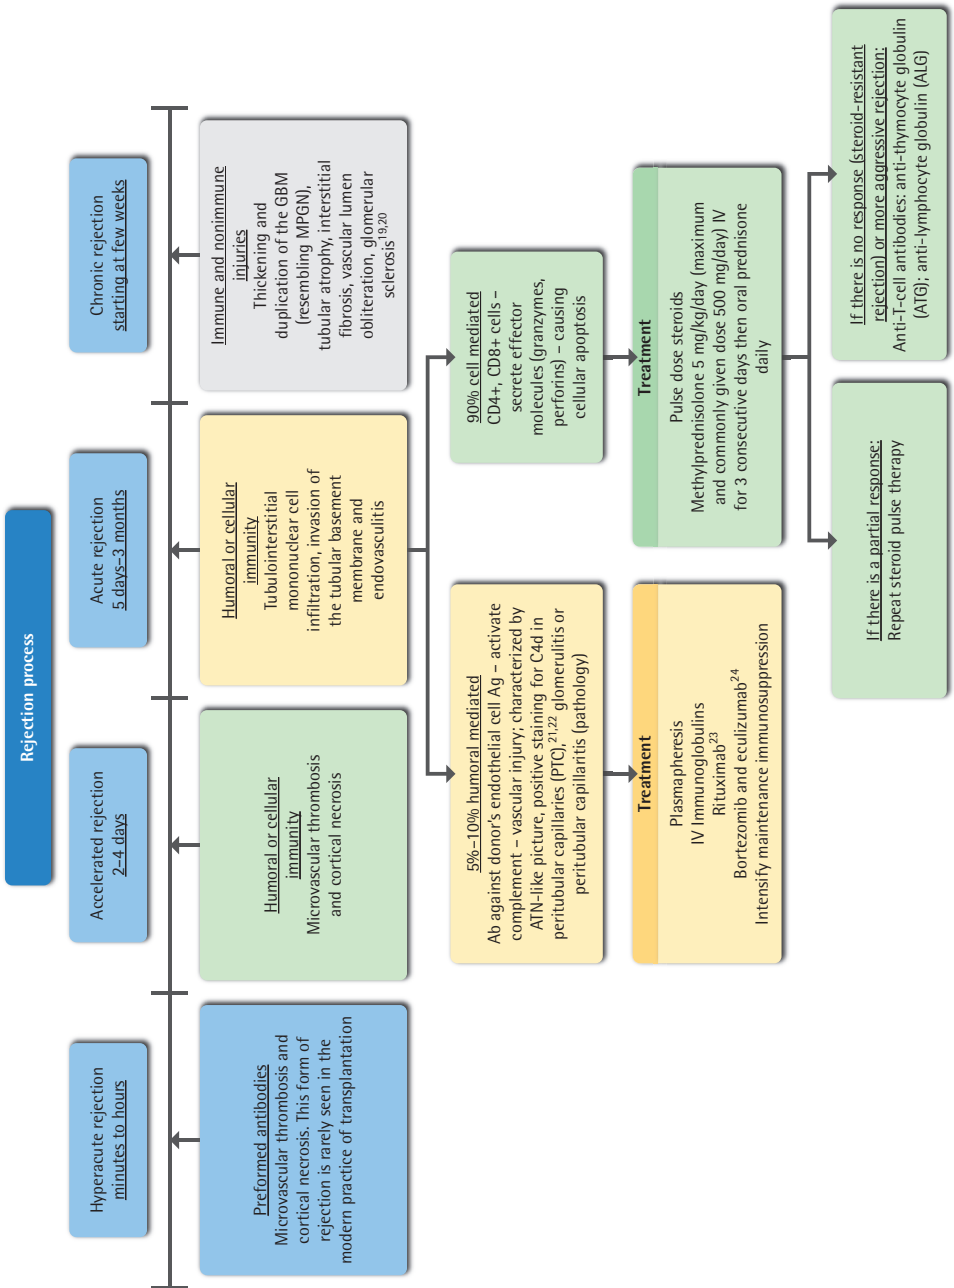 Rejection process
Hyperacute rejection
minutes to hours
Accelerated rejection
2–4 days
Acute rejection
5 days–3 months
Chronic rejection
starting at few weeks
Preformed antibodies
Microvascular thrombosis and
cortical necrosis. This form of
rejection is rarely seen in the
modern practice of transplantation
Humoral or cellular
immunity
Microvascular thrombosis
and cortical necrosis
Humoral or cellular
immunity
Tubulointerstitial
mononuclear cell
infiltration, invasion of
the tubular basement
membrane and
endovasculitis
Immune and nonimmune
injuries
Thickening and
duplication of the GBM
(resembling MPGN),
tubular atrophy, interstitial
fibrosis, vascular lumen
obliteration, glomerular
sclerosis19,20
5%–10% humoral mediated
Ab against donor's endothelial cell Ag – activate
complement – vascular injury; characterized by
ATN-like picture, positive staining for C4d in
peritubular capillaries (PTC),21,22 glomerulitis or
peritubular capillaritis (pathology)
90% cell mediated
CD4+, CD8+ cells –
secrete effector
molecules (granzymes,
perforins) – causing
cellular apoptosis
Treatment
Plasmapheresis
IV Immunoglobulins
Rituximab23
Bortezomib and eculizumab24
Intensify maintenance immunosuppression
Treatment
Pulse dose steroids
Methylprednisolone 5 mg/kg/day (maximum
and commonly given dose 500 mg/day) IV
for 3 consecutive days then oral prednisone
daily
If there is a partial response:
Repeat steroid pulse therapy
If there is no response (steroid-resistant
rejection) or more aggressive rejection:
Anti-T-cell antibodies: anti-thymocyte globulin
(ATG); anti-lymphocyte globulin (ALG)